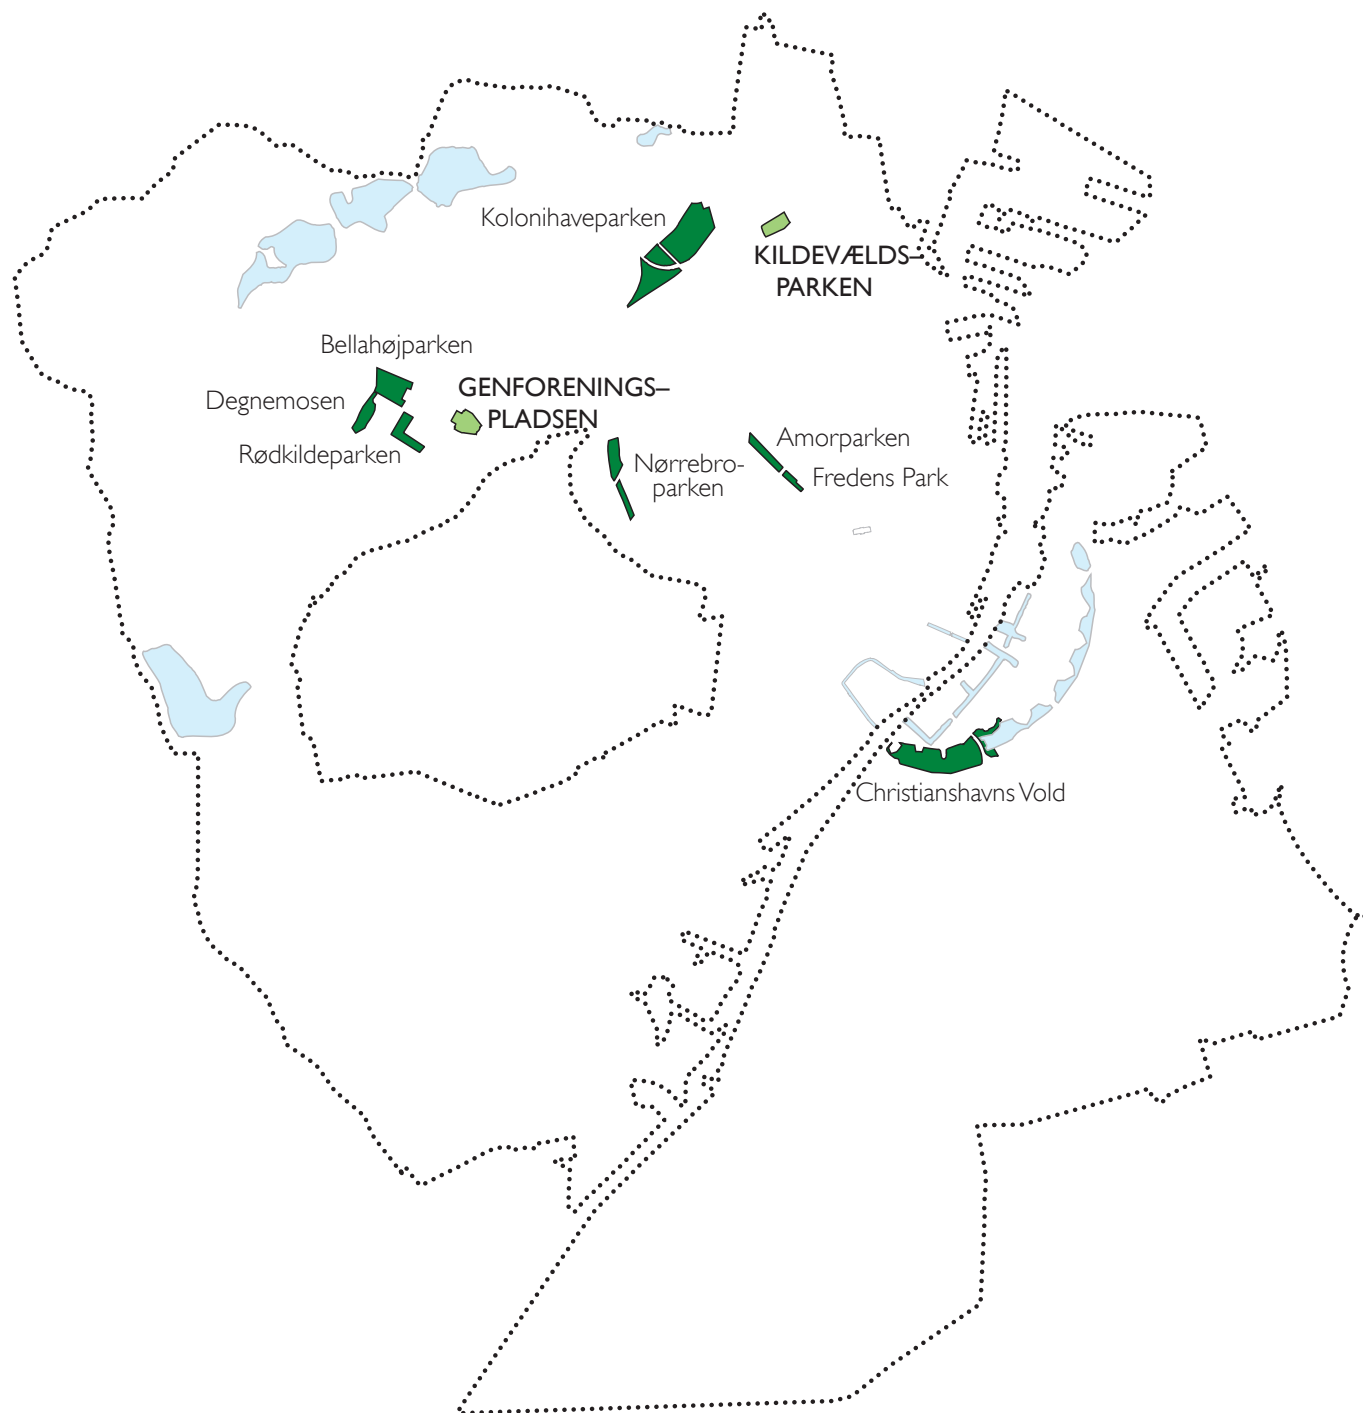 Kolonihaveparken
KILDEVÆLDS–
PARKEN
Bellahøjparken
Degnemosen
GENFORENINGS–
PLADSEN
Rødkildeparken
Nørrebro-
parken
Amorparken
Fredens Park
Christianshavns Vold